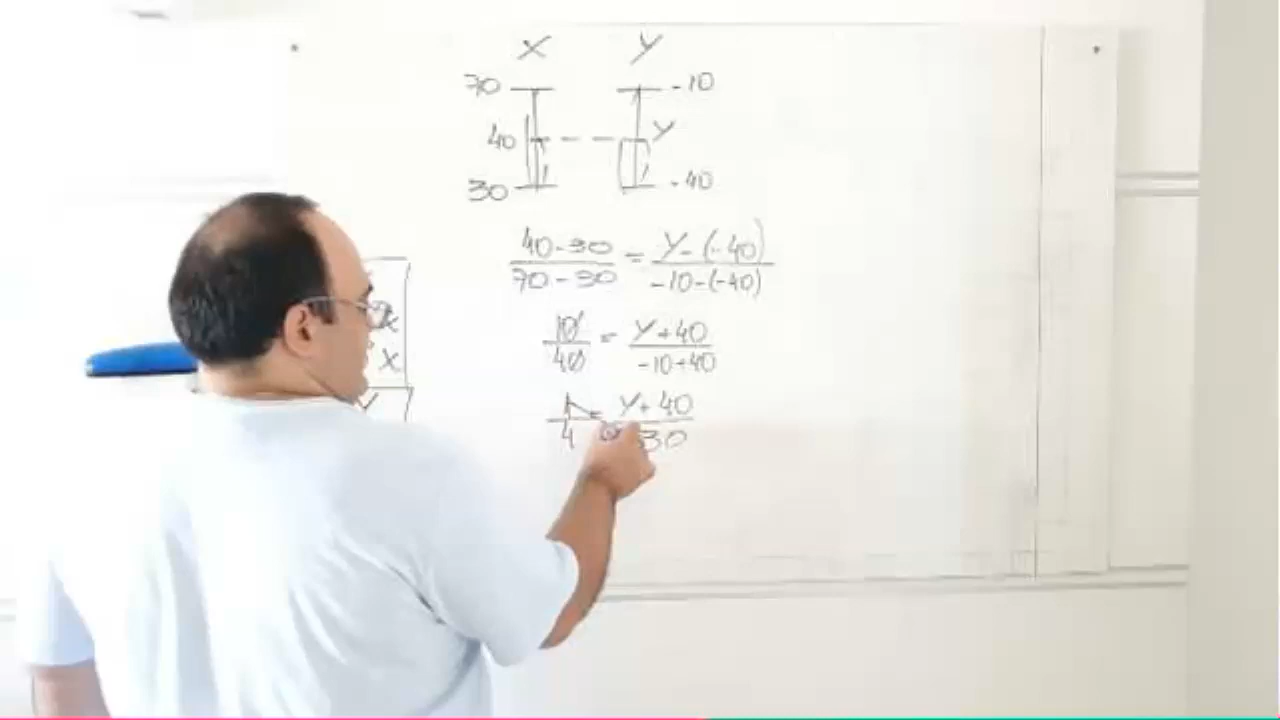 X Y
70 -10
40 Y
30 -40
40-30 / 70-30 = Y-(-40) / -10-(-40)
10 / 40 = Y+40 / -10+40
1 / 4 = Y+40 / 30
X
X